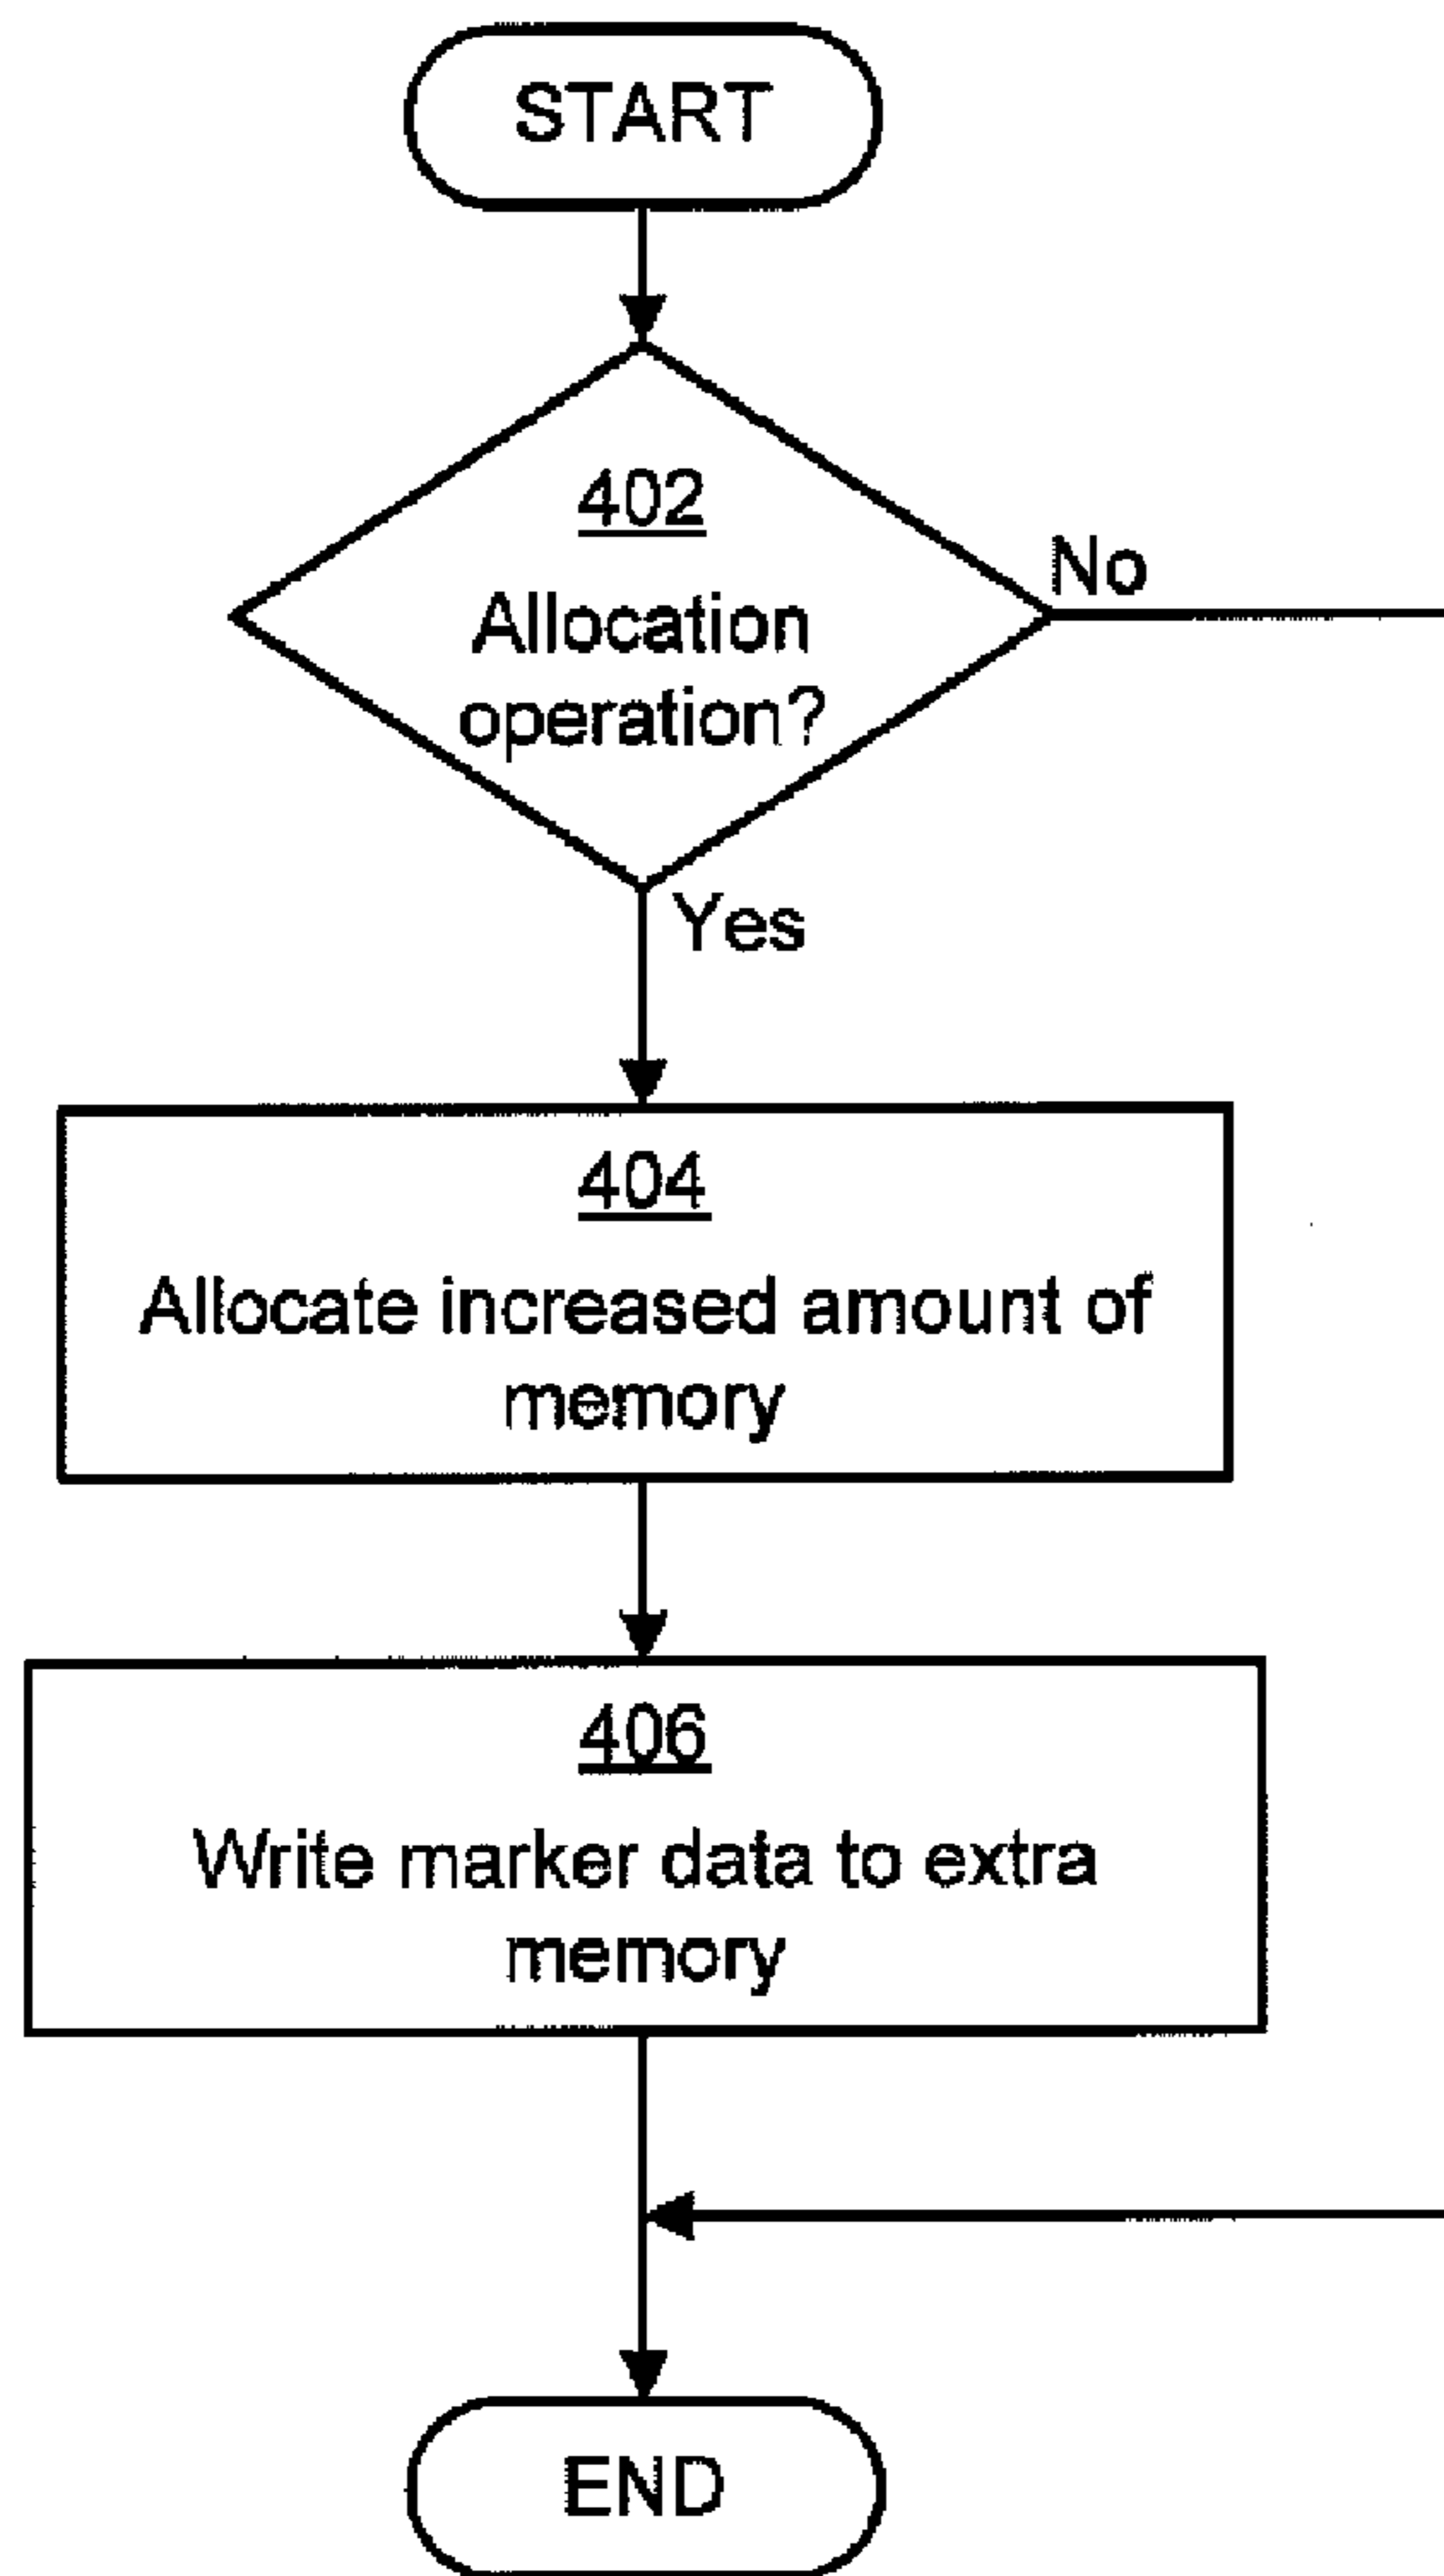 START
402
Allocation
operation?
No
Yes
404
Allocate increased amount of
memory
406
Write marker data to extra
memory
END